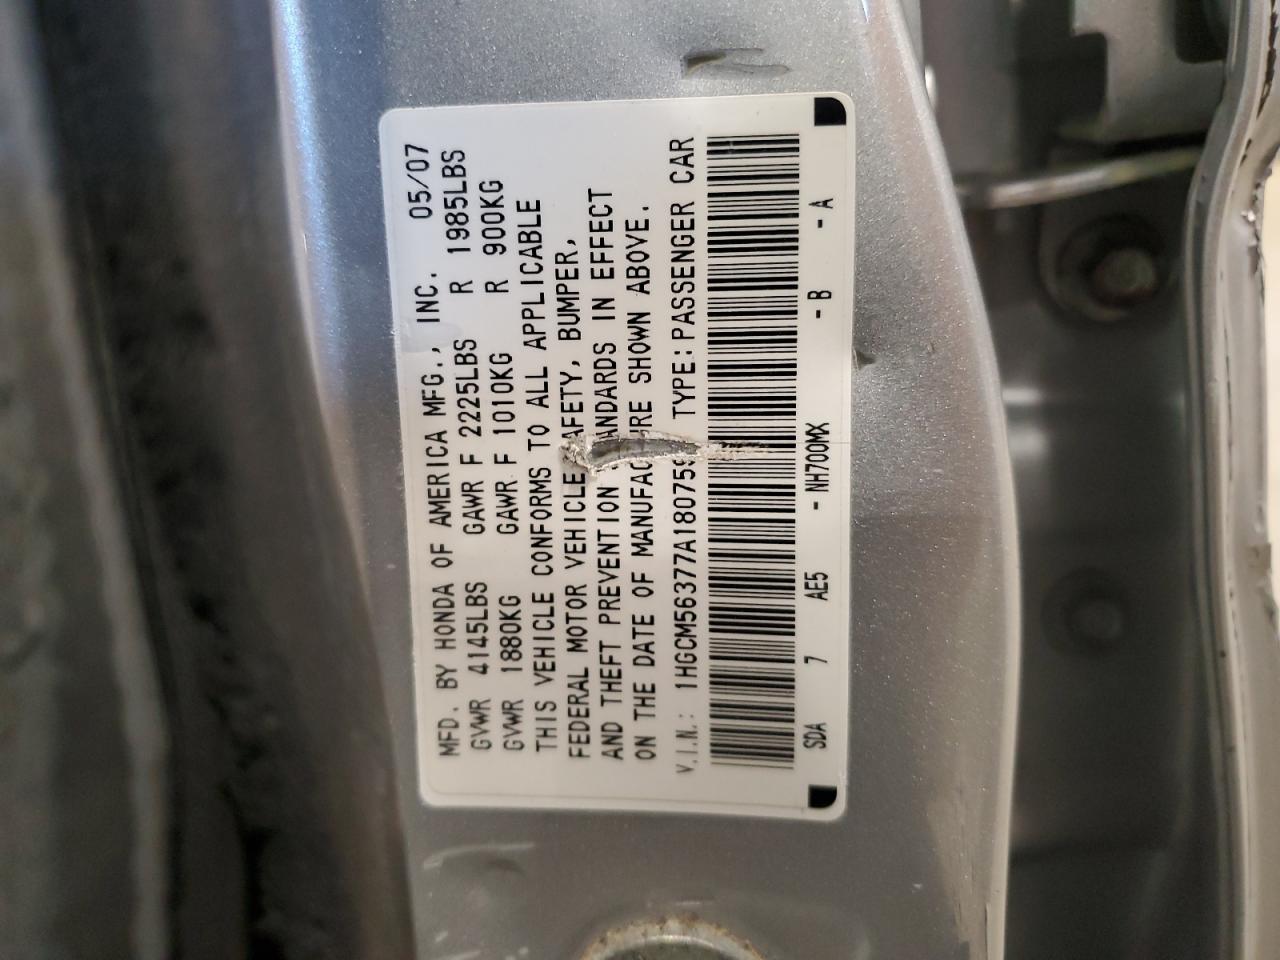 MFD. BY HONDA OF AMERICA MFG., INC. 05/07
GVWR 4145LBS GAWR F 2225LBS R 1985LBS
GVWR 1880KG GAWR F 1010KG R 900KG
THIS VEHICLE CONFORMS TO ALL APPLICABLE
FEDERAL MOTOR VEHICLE AFETY, BUMPER,
AND THEFT PREVENTION ANDARDS IN EFFECT
ON THE DATE OF MANUFAC RE SHOWN ABOVE.
V.I.N.: 1HGCM56377A180759 TYPE:PASSENGER CAR
SDA 7 AE5 - NH700MX - B - A